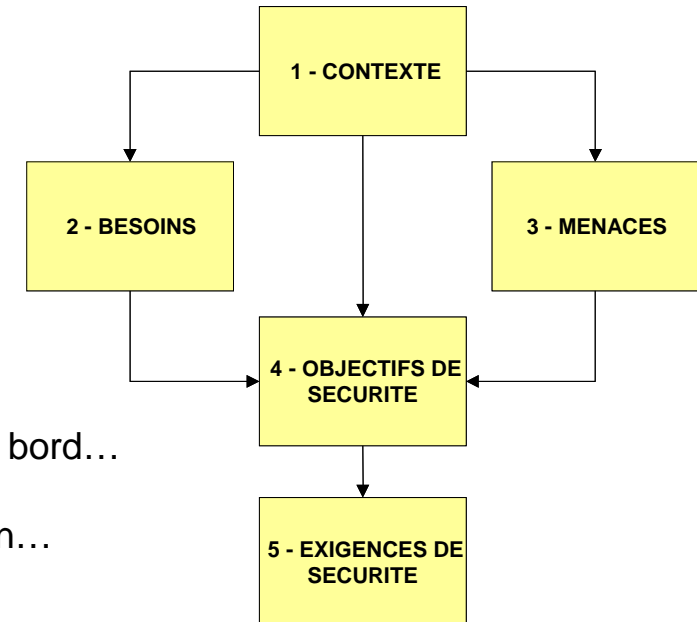 1 - CONTEXTE
2 - BESOINS
3 - MENACES
4 - OBJECTIFS DE
SECURITE
bord…
n…
5 - EXIGENCES DE
SECURITE